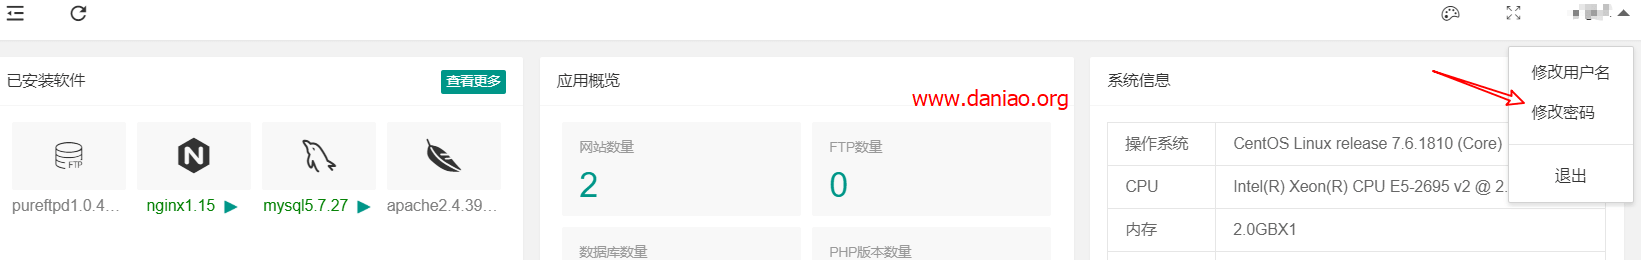 已安装软件
查看更多
FTP
pureftpd1.0.4...
nginx1.15
mysql5.7.27
apache2.4.39...
应用概览
www.daniao.org
网站数量
2
FTP数量
0
数据库数量
PHP版本数量
系统信息
操作系统
CentOS Linux release 7.6.1810 (Core)
CPU
Intel(R) Xeon(R) CPU E5-2695 v2 @ 2.
内存
2.0GBX1
修改用户名
修改密码
退出